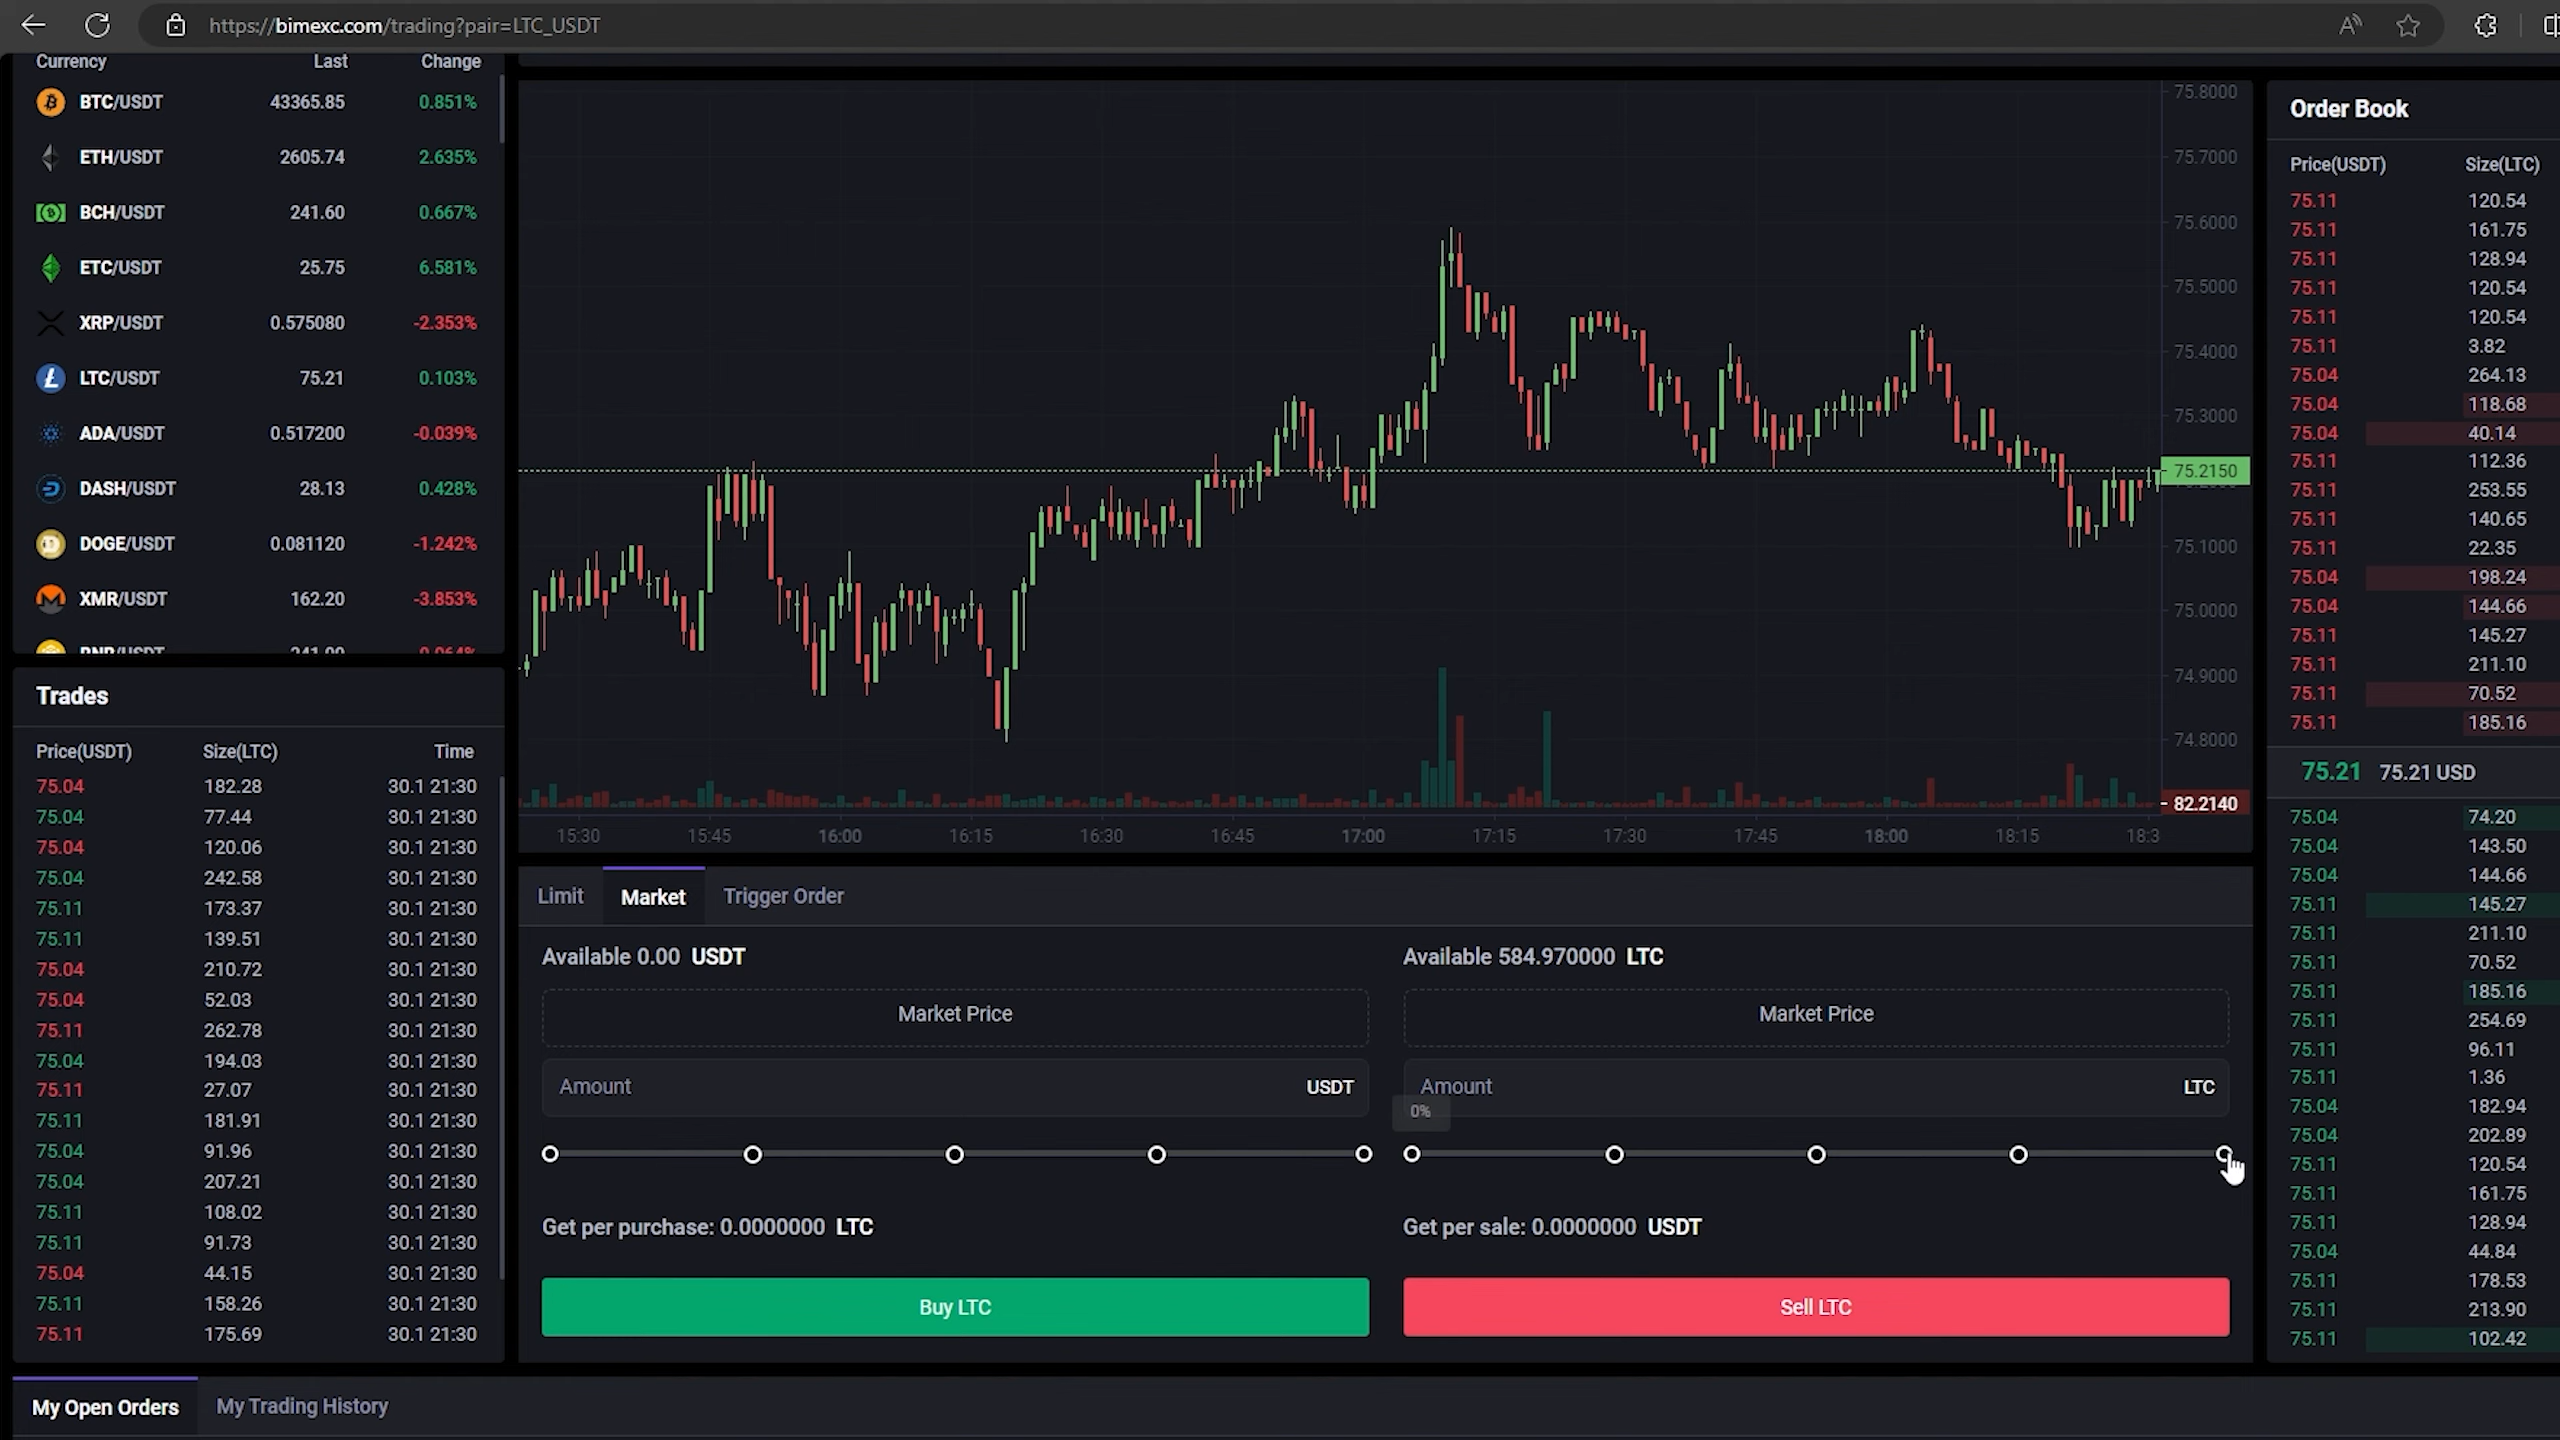 https://bimexc.com/trading?pair=LTC_USDT
Currency Last Change
BTC/USDT 43365.85 0.851%
ETH/USDT 2605.74 2.635%
BCH/USDT 241.60 0.667%
ETC/USDT 25.75 6.581%
XRP/USDT 0.575080 -2.353%
LTC/USDT 75.21 0.103%
ADA/USDT 0.517200 -0.039%
DASH/USDT 28.13 0.428%
DOGE/USDT 0.081120 -1.242%
XMR/USDT 162.20 -3.853%
Trades
Price(USDT) Size(LTC) Time
75.04 182.28 30.1 21:30
75.04 77.44 30.1 21:30
75.04 120.06 30.1 21:30
75.04 242.58 30.1 21:30
75.11 173.37 30.1 21:30
75.11 139.51 30.1 21:30
75.04 210.72 30.1 21:30
75.04 52.03 30.1 21:30
75.11 262.78 30.1 21:30
75.04 194.03 30.1 21:30
75.11 27.07 30.1 21:30
75.11 181.91 30.1 21:30
75.04 91.96 30.1 21:30
75.04 207.21 30.1 21:30
75.11 108.02 30.1 21:30
75.11 91.73 30.1 21:30
75.04 44.15 30.1 21:30
75.11 158.26 30.1 21:30
75.11 175.69 30.1 21:30
75.8000
75.7000
75.6000
75.5000
75.4000
75.3000
75.2150
75.1000
75.0000
74.9000
74.8000
82.2140
15:30 15:45 16:00 16:15 16:30 16:45 17:00 17:15 17:30 17:45 18:00 18:15 18:3
Limit Market Trigger Order
Available 0.00 USDT
Market Price
Amount USDT
Get per purchase: 0.0000000 LTC
Buy LTC
Available 584.970000 LTC
Market Price
Amount LTC
0%
Get per sale: 0.0000000 USDT
Sell LTC
Order Book
Price(USDT) Size(LTC)
75.11 120.54
75.11 161.75
75.11 128.94
75.11 120.54
75.11 120.54
75.11 3.82
75.04 264.13
75.04 118.68
75.04 40.14
75.11 112.36
75.11 253.55
75.11 140.65
75.11 22.35
75.04 198.24
75.04 144.66
75.11 145.27
75.11 211.10
75.11 70.52
75.11 185.16
75.21 75.21 USD
75.04 74.20
75.04 143.50
75.04 144.66
75.11 145.27
75.11 211.10
75.11 70.52
75.11 185.16
75.11 254.69
75.11 96.11
75.11 1.36
75.04 182.94
75.04 202.89
75.11 120.54
75.11 161.75
75.11 128.94
75.04 44.84
75.11 178.53
75.11 213.90
75.11 102.42
My Open Orders My Trading History